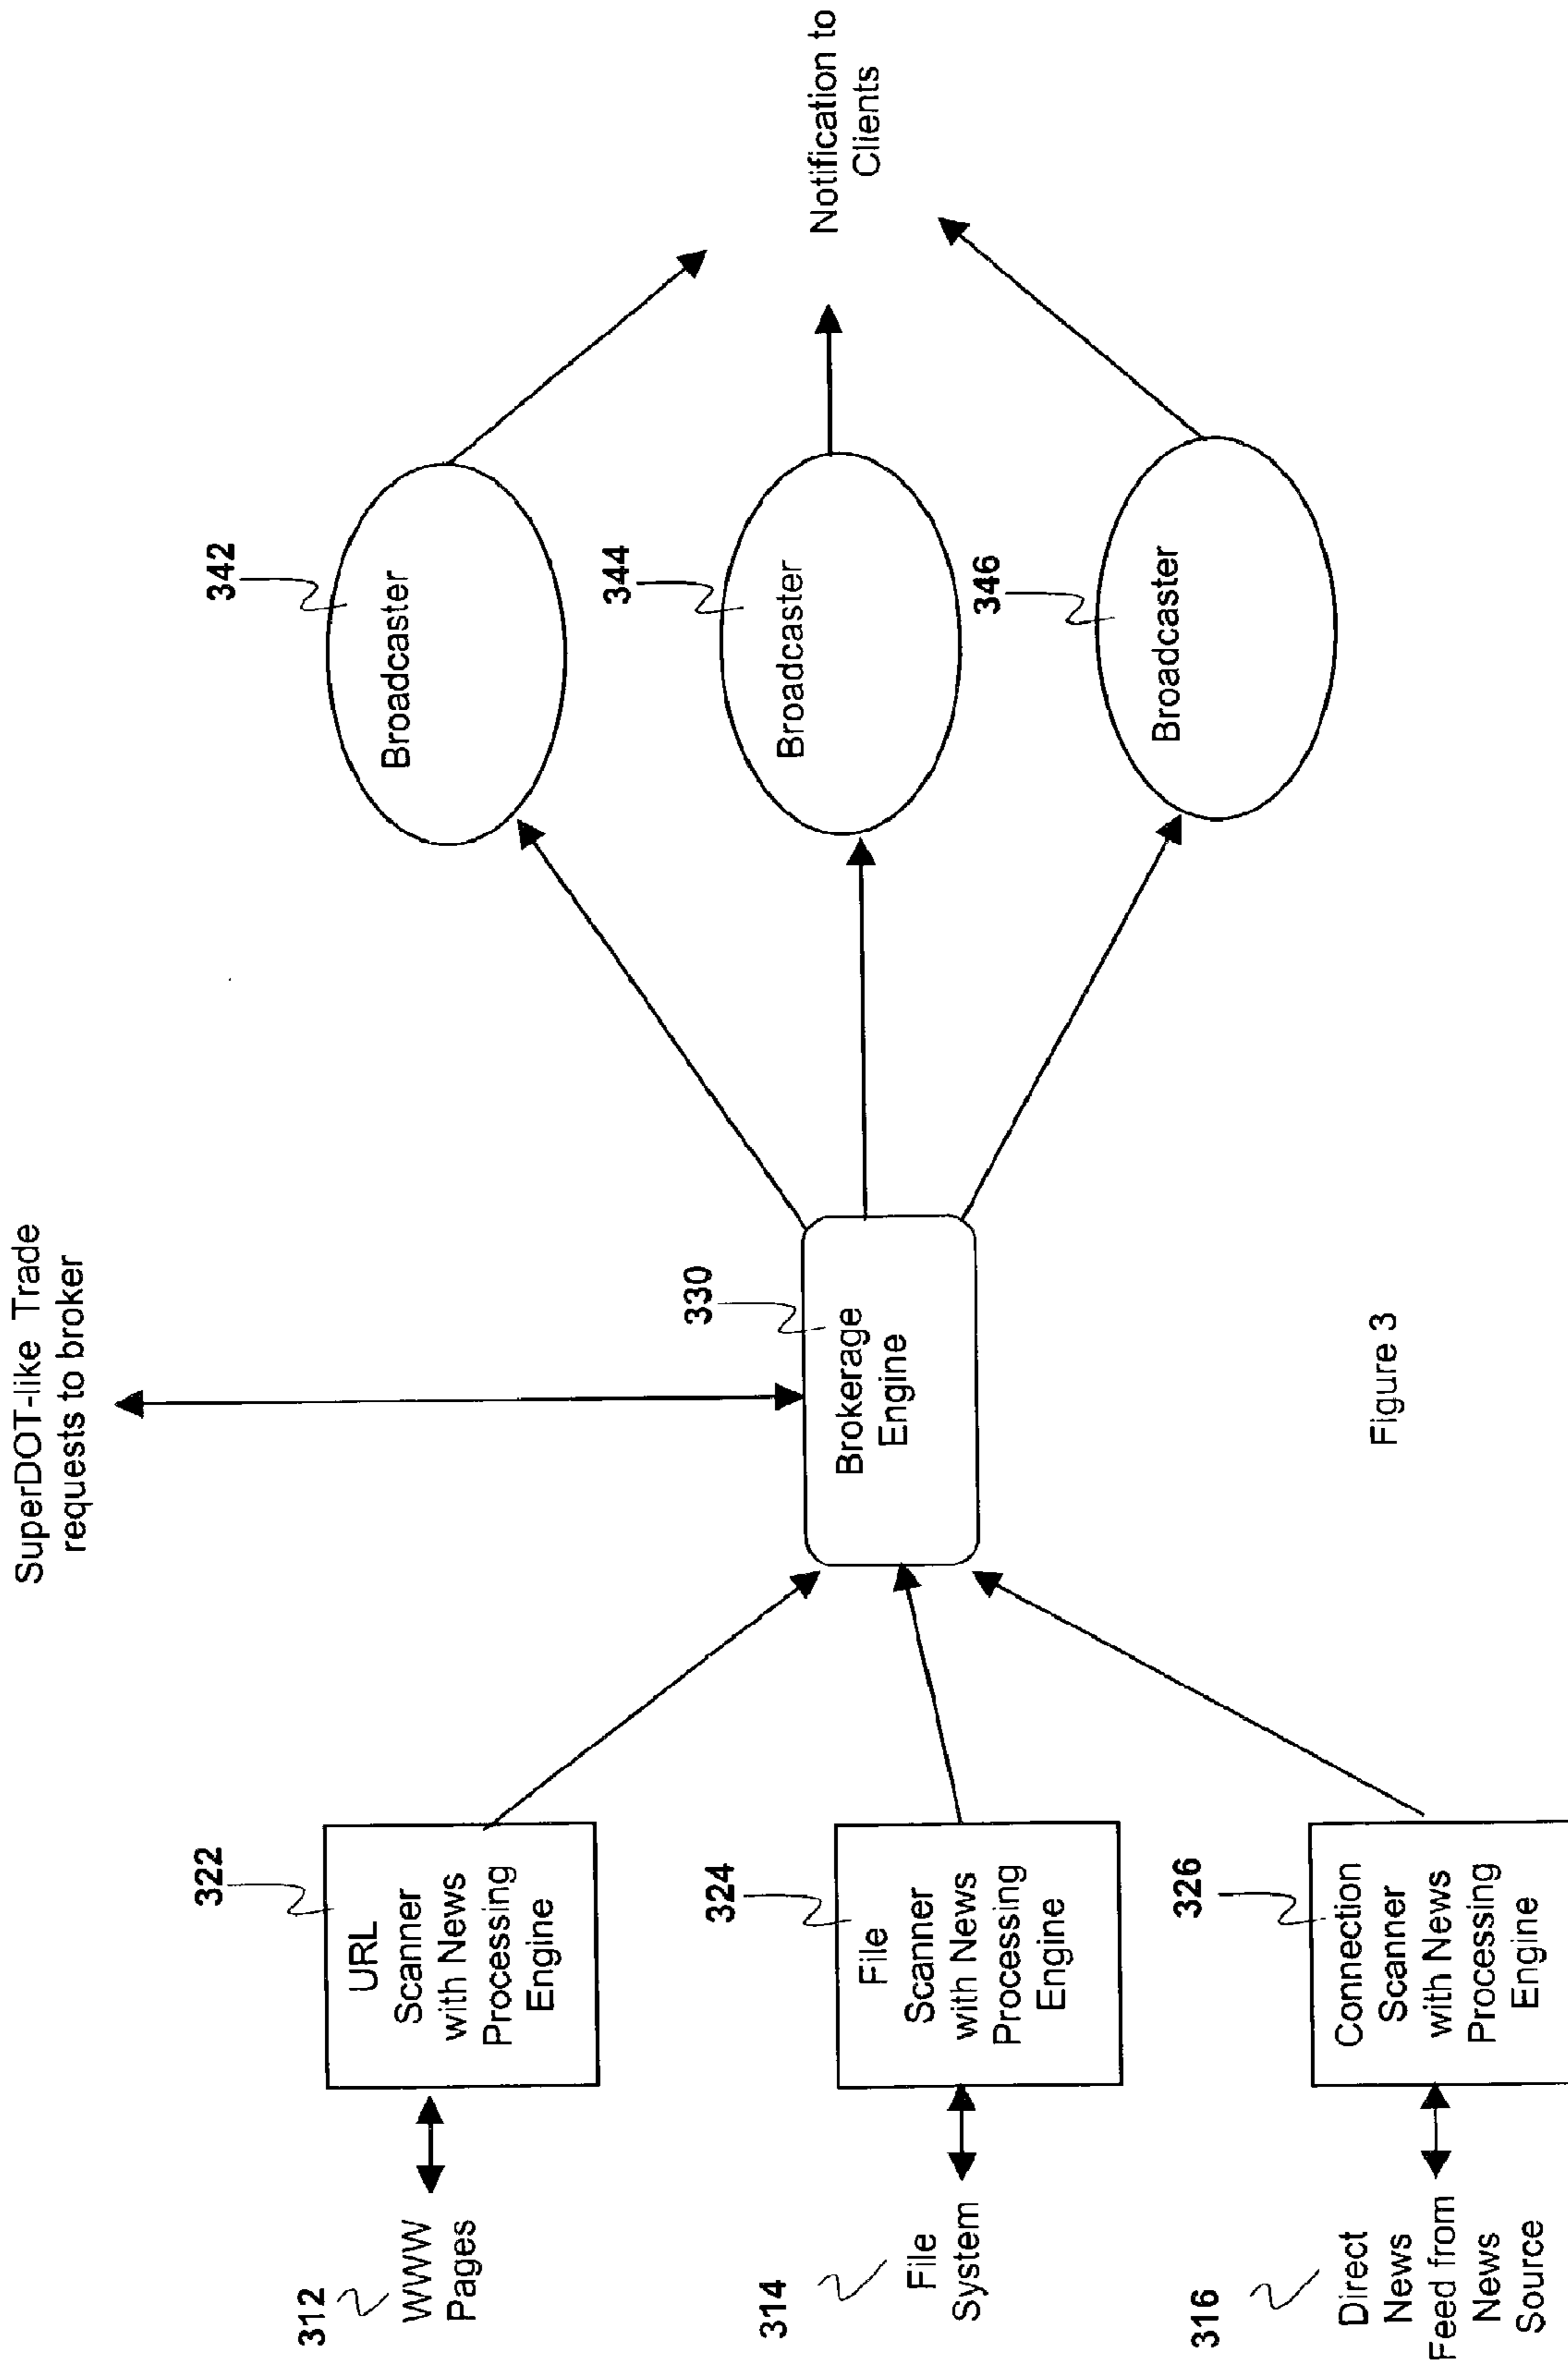 SuperDOT-like Trade
requests to broker
312
WWW
Pages
322
URL
Scanner
with News
Processing
Engine
314
File
System
324
File
Scanner
with News
Processing
Engine
316
Direct
News
Feed from
News
Source
326
Connection
Scanner
with News
Processing
Engine
330
Brokerage
Engine
342
Broadcaster
344
Broadcaster
346
Broadcaster
Notification to
Clients
Figure 3